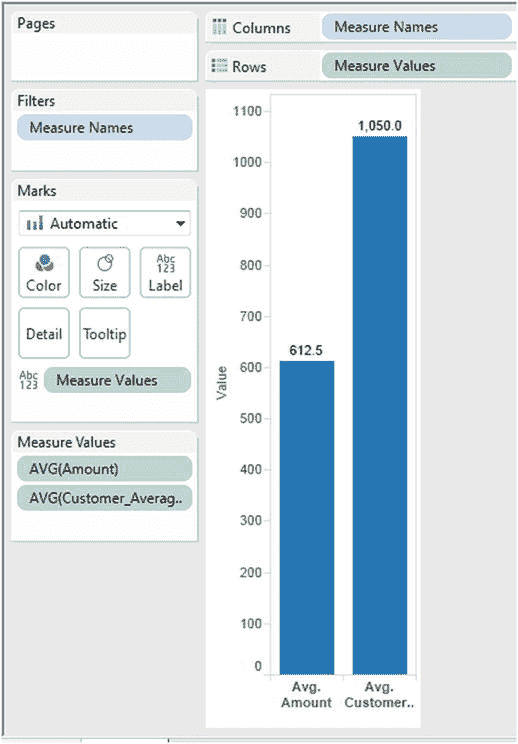 Pages
Columns
Measure Names
Rows
Measure Values
Filters
Measure Names
Marks
Automatic
Color
Size
Abc
123
Label
Detail
Tooltip
Abc
123
Measure Values
Measure Values
AVG(Amount)
AVG(Customer_Averag..
1100
1000
900
800
700
600
500
400
300
200
100
0
Value
612.5
1,050.0
Avg.
Amount
Avg.
Customer..